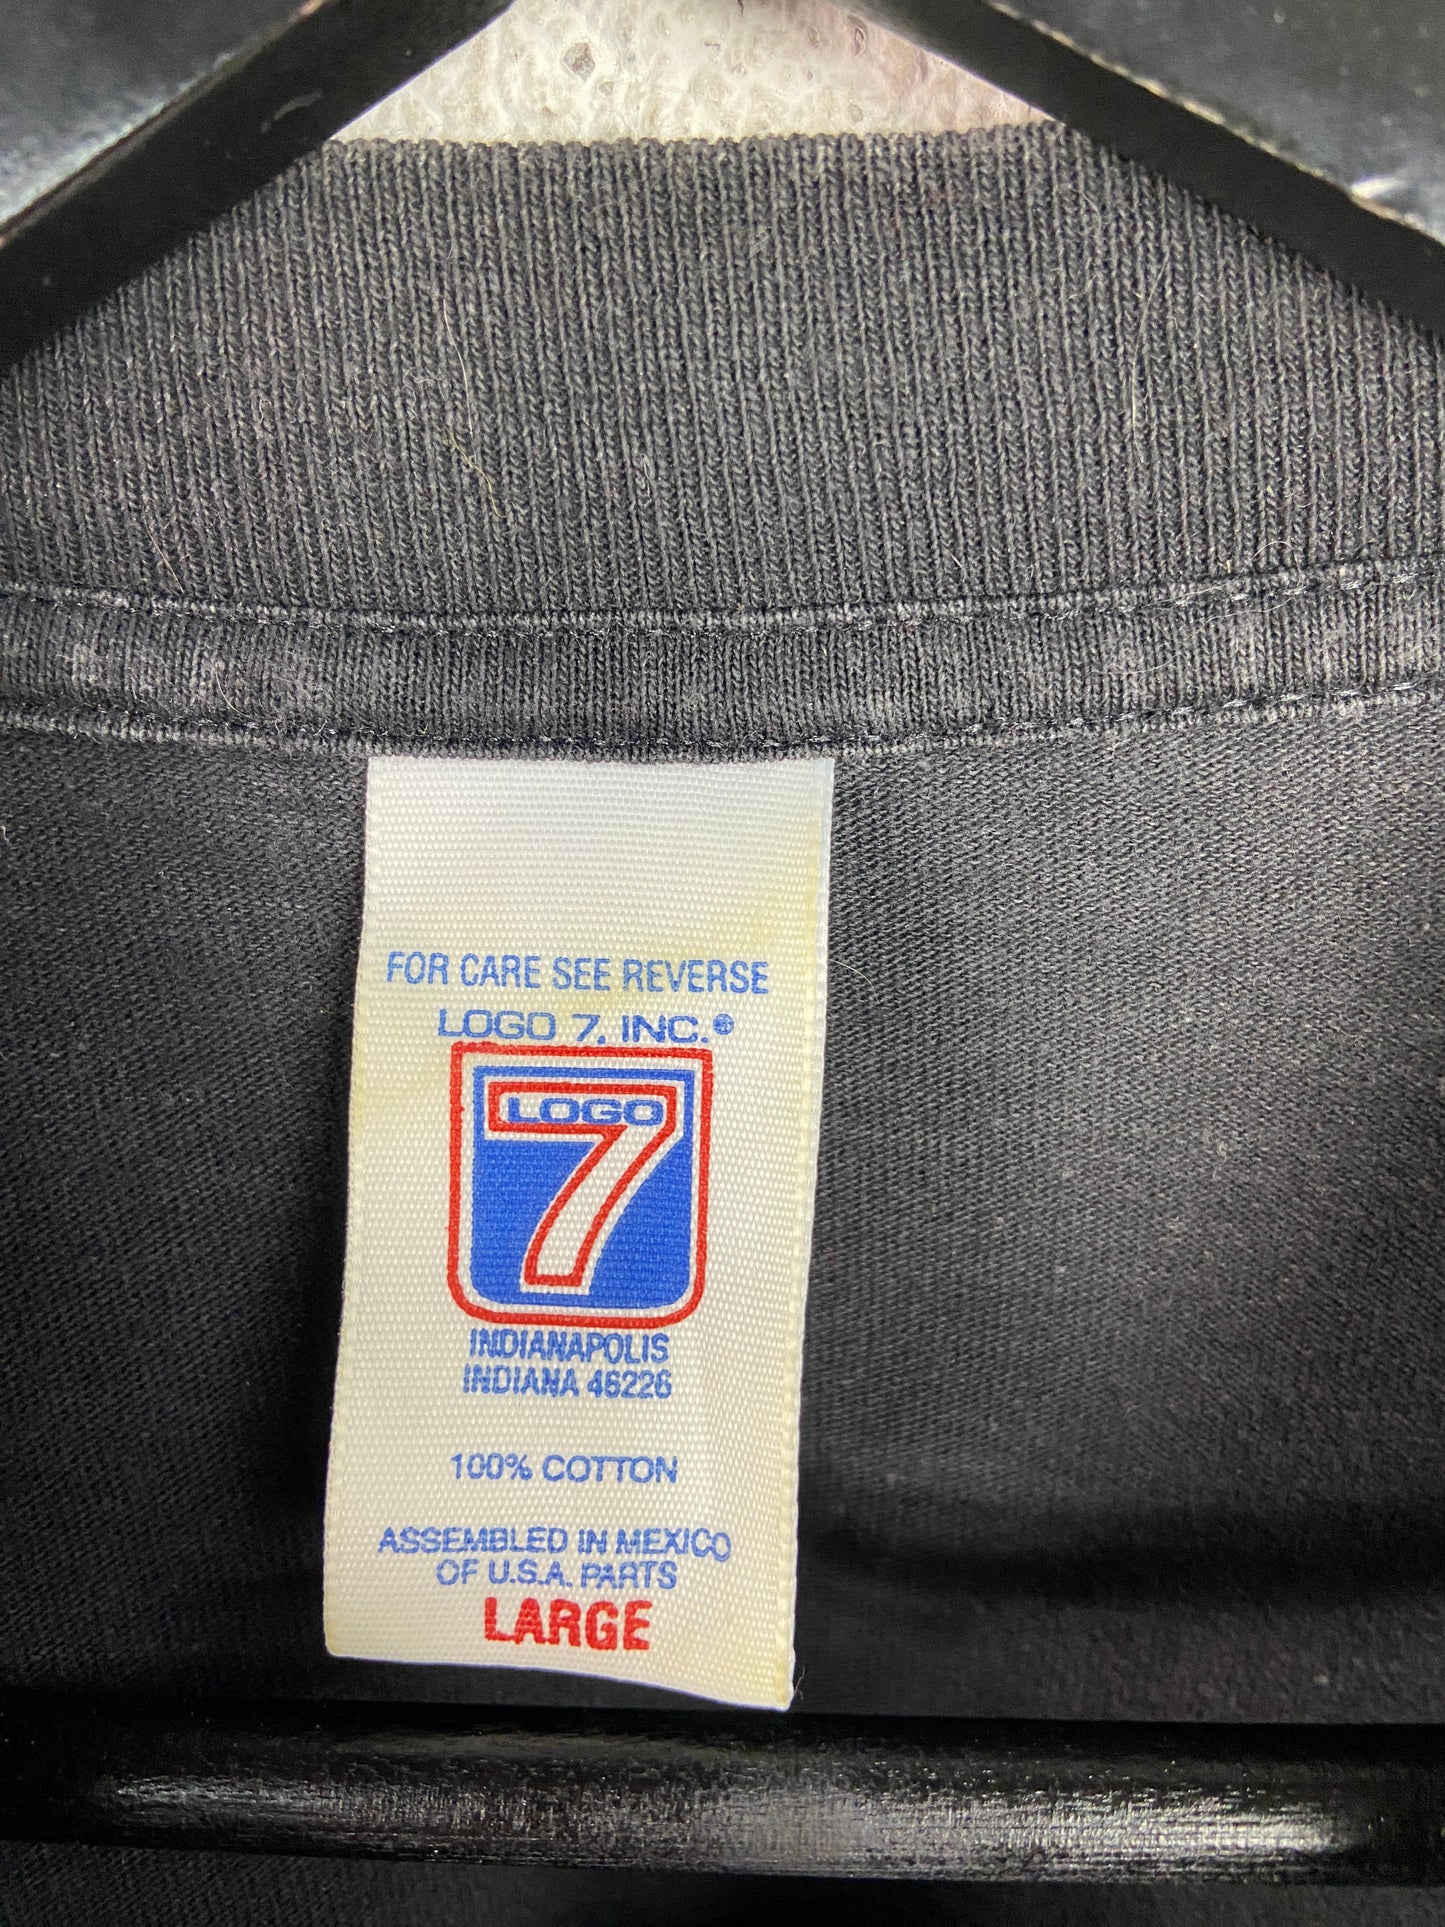 FOR CARE SEE REVERSE
LOGO 7, INC.®
LOGO
7
INDIANAPOLIS
INDIANA 46226
100% COTTON
ASSEMBLED IN MEXICO
OF U.S.A. PARTS
LARGE